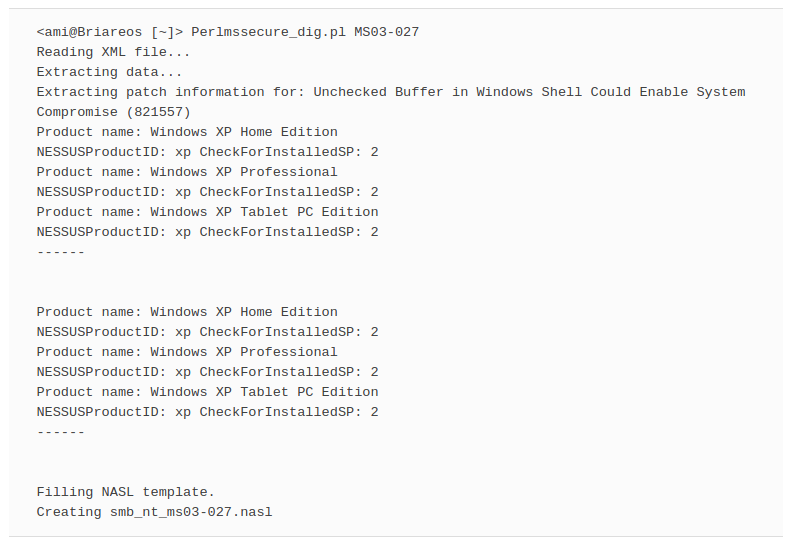 <ami@Briareos [~]> Perlmssecure_dig.pl MS03-027
Reading XML file...
Extracting data...
Extracting patch information for: Unchecked Buffer in Windows Shell Could Enable System
Compromise (821557)
Product name: Windows XP Home Edition
NESSUSProductID: xp CheckForInstalledSP: 2
Product name: Windows XP Professional
NESSUSProductID: xp CheckForInstalledSP: 2
Product name: Windows XP Tablet PC Edition
NESSUSProductID: xp CheckForInstalledSP: 2
------
Product name: Windows XP Home Edition
NESSUSProductID: xp CheckForInstalledSP: 2
Product name: Windows XP Professional
NESSUSProductID: xp CheckForInstalledSP: 2
Product name: Windows XP Tablet PC Edition
NESSUSProductID: xp CheckForInstalledSP: 2
------
Filling NASL template.
Creating smb_nt_ms03-027.nasl